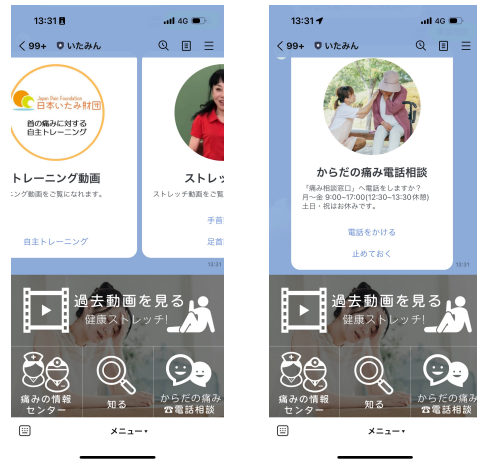 13:31
4G
99+ いたみん
Japan Pain Foundation
日本いたみ財団
首の痛みに対する
自主トレーニング
トレーニング動画
ニング動画をご覧になれます。
自主トレーニング
ストレッ
ストレッチ動画をご覧
手首
足首
13:31
過去動画を見る
健康ストレッチ!
痛みの情報
センター
知る
からだの痛み
☎電話相談
メニュー▾
13:31
4G
99+ いたみん
からだの痛み電話相談
「痛み相談窓口」へ電話をしますか?
月〜金 9:00~17:00(12:30~13:30休憩)
土日・祝はお休みです。
電話をかける
止めておく
13:31
過去動画を見る
健康ストレッチ!
痛みの情報
センター
知る
からだの痛み
☎電話相談
メニュー▾